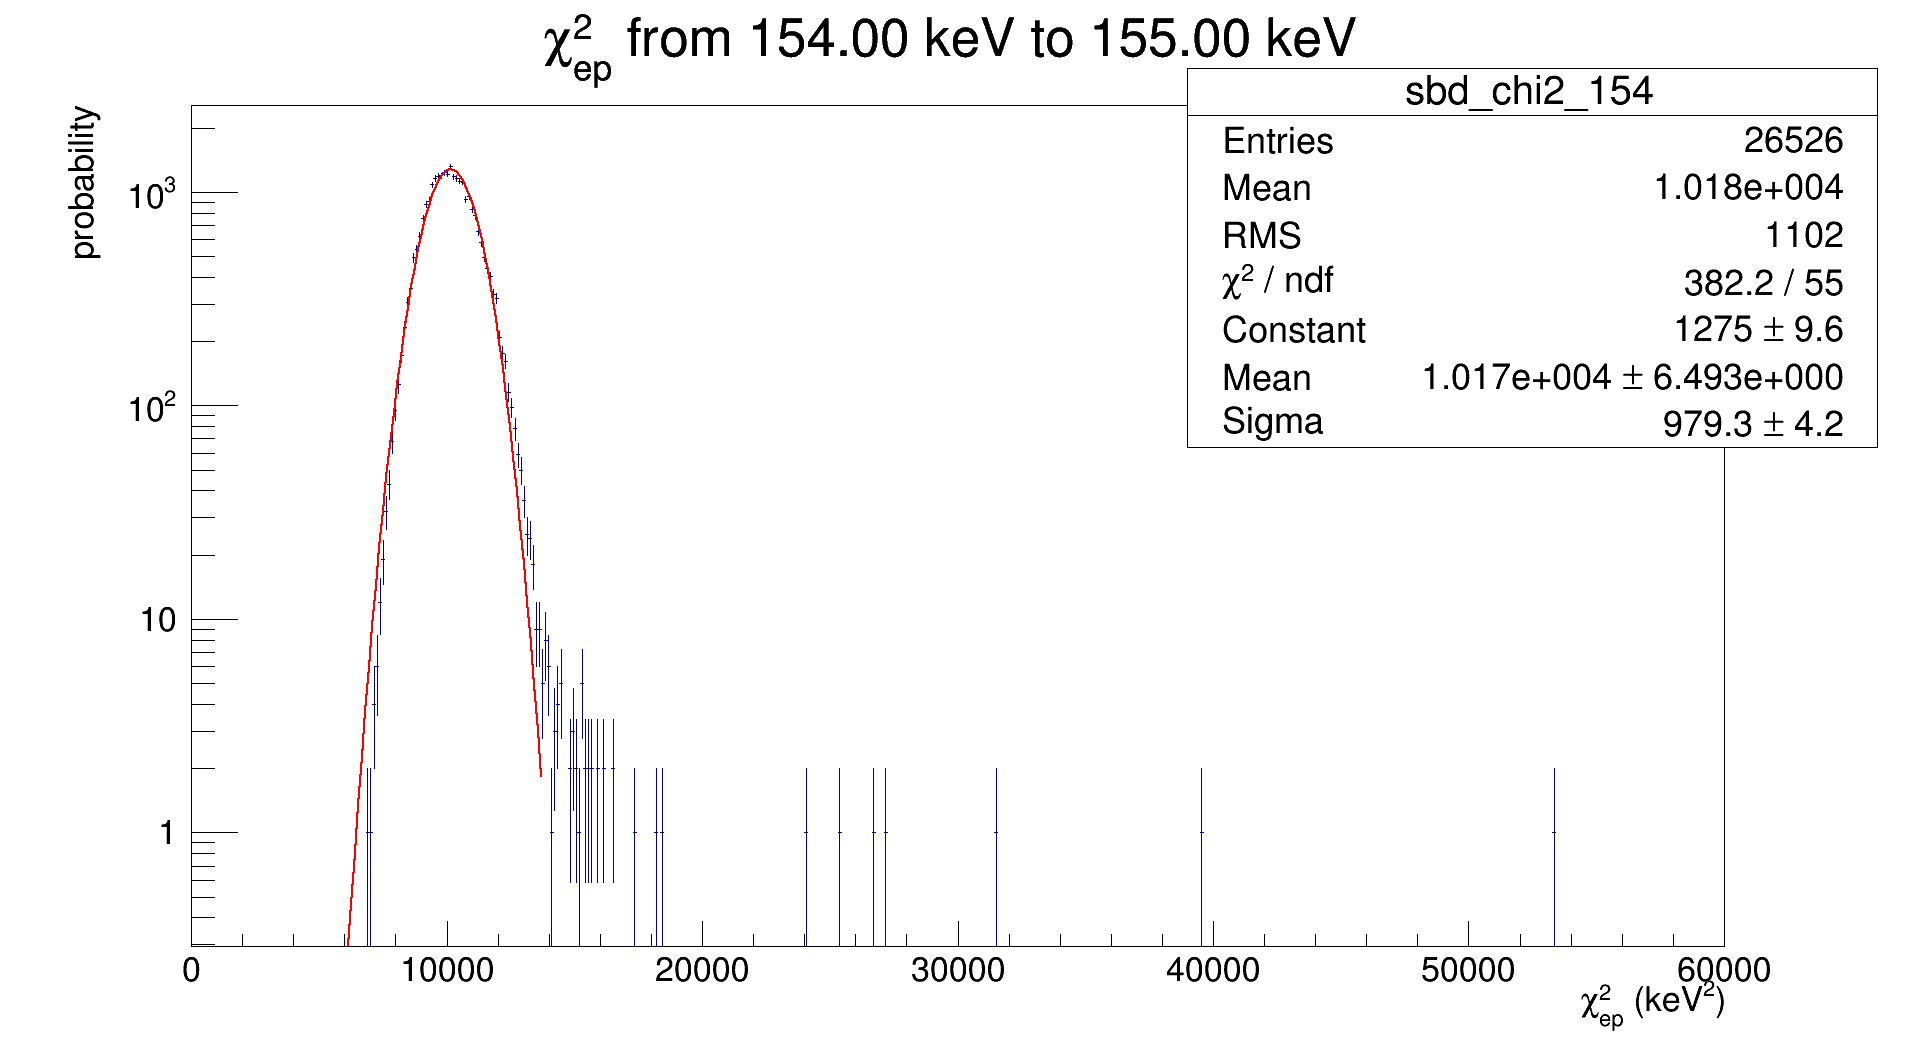 χ²ep from 154.00 keV to 155.00 keV
sbd_chi2_154
Entries 26526
Mean 1.018e+004
RMS 1102
χ² / ndf 382.2 / 55
Constant 1275 ± 9.6
Mean 1.017e+004 ± 6.493e+000
Sigma 979.3 ± 4.2
probability
10³
10²
10
1
0 10000 20000 30000 40000 50000 60000
χ²ep (keV²)